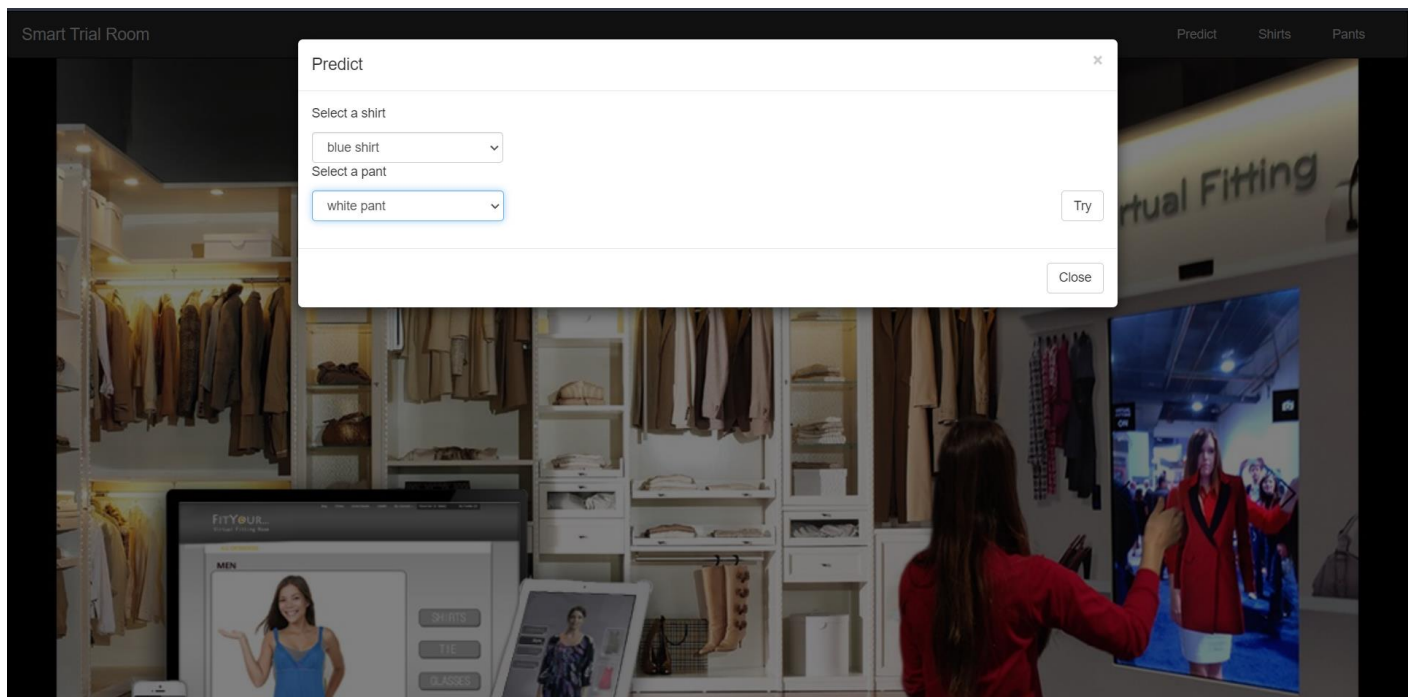 Smart Trial Room
Predict Shirts Pants
Predict
×
Select a shirt
blue shirt
Select a pant
white pant
Try
Close
rtual Fitting
FITYOUR...
MEN
SHIRTS
TIE
GLASSES
ON